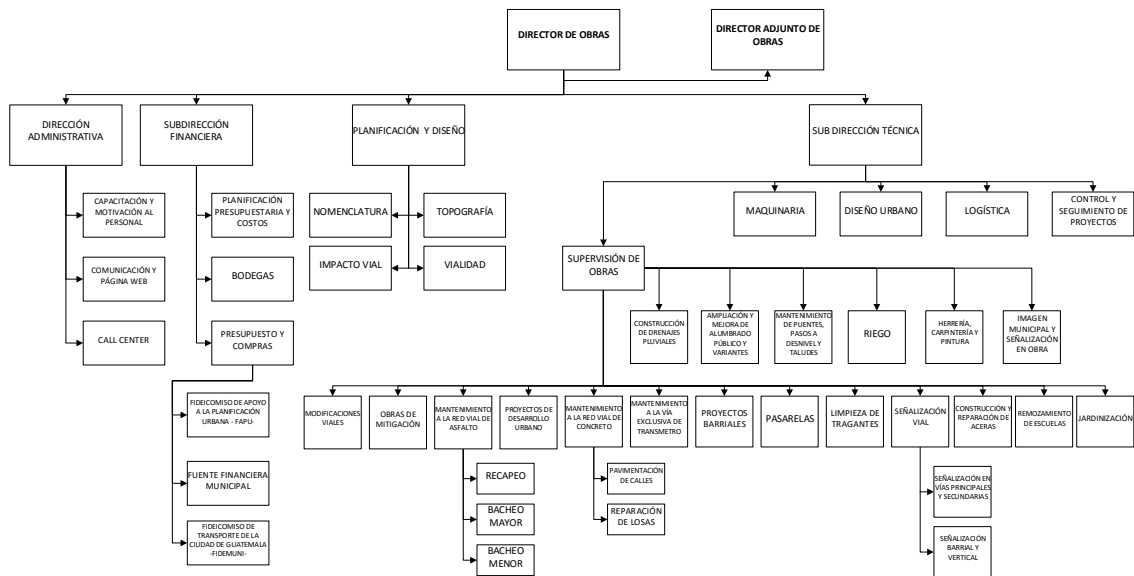 DIRECTOR DE OBRAS
DIRECTOR ADJUNTO DE
OBRAS
DIRECCIÓN
ADMINISTRATIVA
SUBDIRECCIÓN
FINANCIERA
PLANIFICACIÓN Y DISEÑO
SUB DIRECCIÓN TÉCNICA
CAPACITACIÓN Y
MOTIVACIÓN AL
PERSONAL
PLANIFICACIÓN
PRESUPUESTARIA Y
COSTOS
NOMENCLATURA
TOPOGRAFÍA
MAQUINARIA
DISEÑO URBANO
LOGÍSTICA
CONTROL Y
SEGUIMIENTO DE
PROYECTOS
COMUNICACIÓN Y
PÁGINA WEB
BODEGAS
IMPACTO VIAL
VIALIDAD
SUPERVISIÓN DE
OBRAS
CALL CENTER
PRESUPUESTO Y
COMPRAS
CONSTRUCCIÓN
DE DRENAJES
PLUVIALES
AMPLIACIÓN Y
MEJORA DE
ALUMBRADO
PÚBLICO Y
VARIANTES
MANTENIMIENTO
DE PUENTES,
PASOS A
DESNIVEL Y
TALUDES
RIEGO
HERRERÍA,
CARPINTERÍA Y
PINTURA
IMAGEN
MUNICIPAL Y
SEÑALIZACIÓN
EN OBRA
FIDEICOMISO DE APOYO
A LA PLANIFICACIÓN
URBANA - FAPU-
MODIFICACIONES
VIALES
OBRAS DE
MITIGACIÓN
MANTENIMIENTO
A LA RED VIAL DE
ASFALTO
PROYECTOS DE
DESARROLLO
URBANO
MANTENIMIENTO
A LA RED VIAL DE
CONCRETO
MANTENIMIENTO
A LA VÍA
EXCLUSIVA DE
TRANSMETRO
PROYECTOS
BARRIALES
PASARELAS
LIMPIEZA DE
TRAGANTES
SEÑALIZACIÓN
VIAL
CONSTRUCCIÓN Y
REPARACIÓN DE
ACERAS
REMOZAMIENTO
DE ESCUELAS
JARDINIZACIÓN
FUENTE FINANCIERA
MUNICIPAL
RECAPEO
PAVIMENTACIÓN
DE CALLES
SEÑALIZACIÓN EN
VÍAS PRINCIPALES
Y SECUNDARIAS
FIDEICOMISO DE
TRANSPORTE DE LA
CIUDAD DE GUATEMALA
-FIDEMUNI-
BACHEO
MAYOR
REPARACIÓN
DE LOSAS
SEÑALIZACIÓN
BARRIAL Y
VERTICAL
BACHEO
MENOR